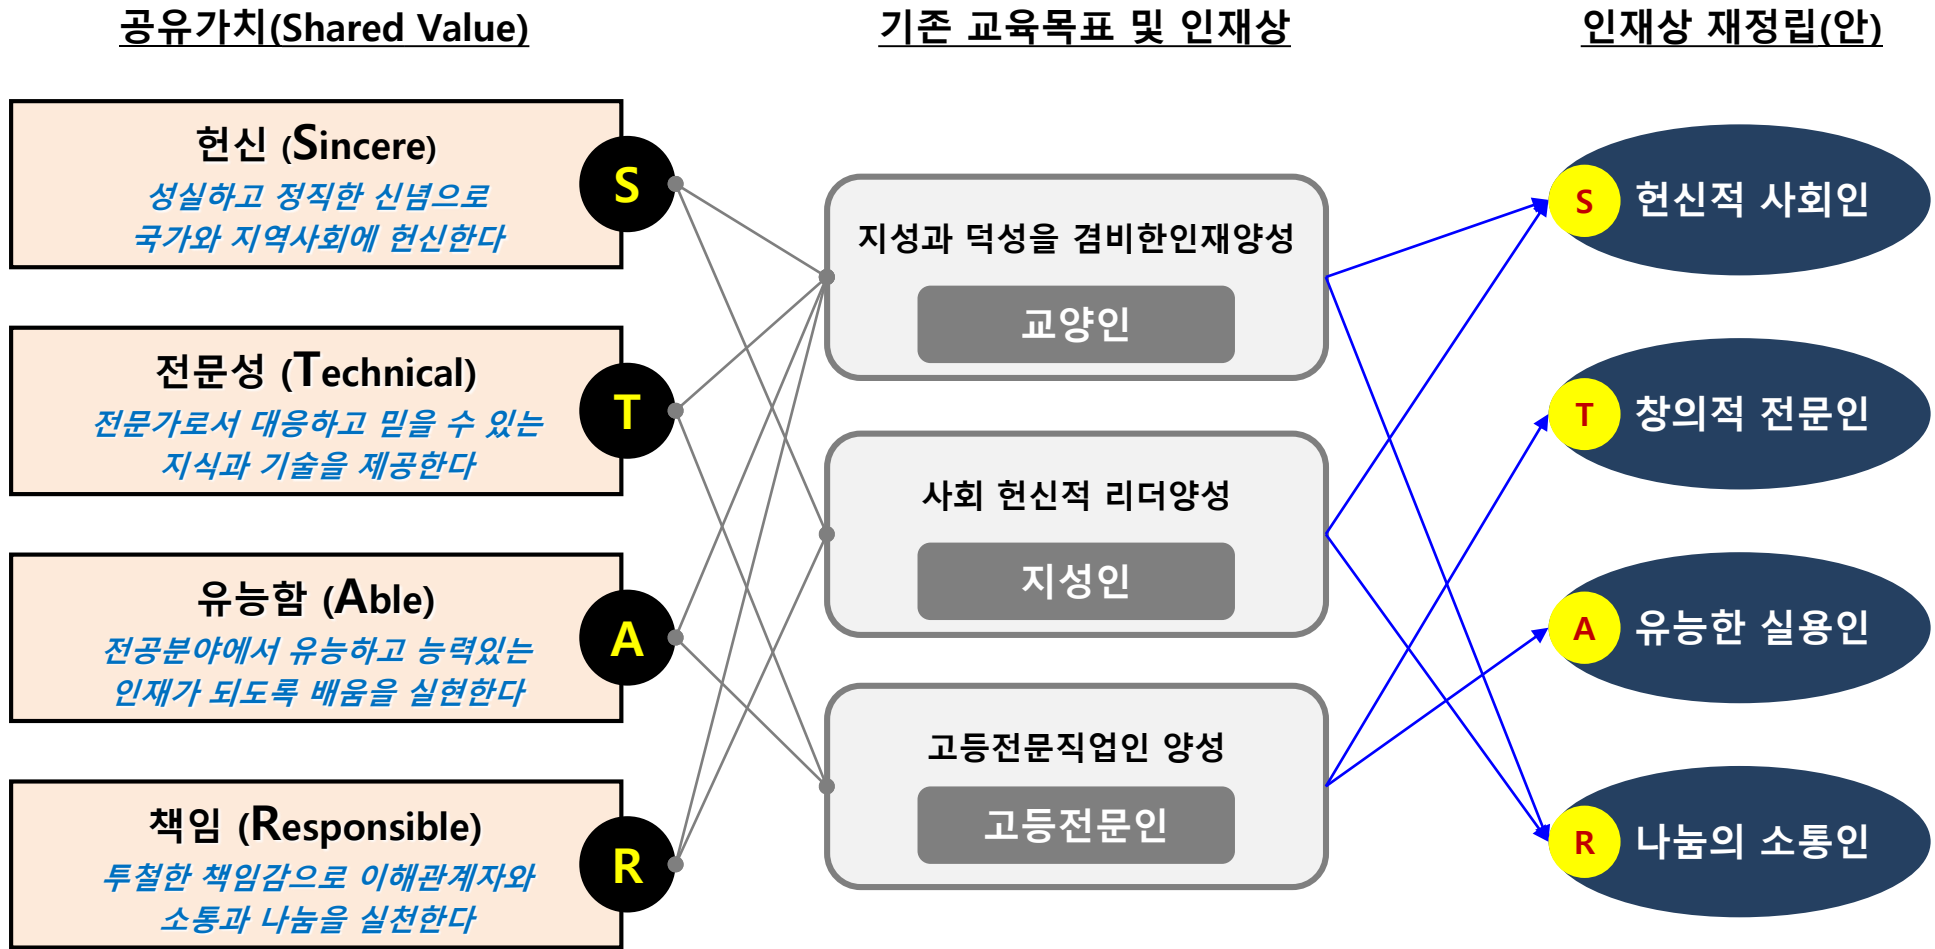 공유가치(Shared Value)
기존 교육목표 및 인재상
인재상 재정립(안)
헌신 (Sincere)
성실하고 정직한 신념으로
국가와 지역사회에 헌신한다
S
전문성 (Technical)
전문가로서 대응하고 믿을 수 있는
지식과 기술을 제공한다
T
유능함 (Able)
전공분야에서 유능하고 능력있는
인재가 되도록 배움을 실현한다
A
책임 (Responsible)
투철한 책임감으로 이해관계자와
소통과 나눔을 실천한다
R
지성과 덕성을 겸비한인재양성
교양인
사회 헌신적 리더양성
지성인
고등전문직업인 양성
고등전문인
S 헌신적 사회인
T 창의적 전문인
A 유능한 실용인
R 나눔의 소통인